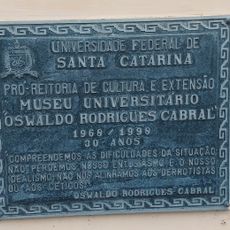 UNIVERSIDADE FEDERAL DE
SANTA CATARINA
PRÓ-REITORIA DE CULTURA E EXTENSÃO
"MUSEU UNIVERSITÁRIO
OSWALDO RODRIGUES CABRAL"
1968 / 1998
30 ANOS
COMPREENDEMOS AS DIFICULDADES DA SITUAÇÃO,
NÃO PERDEMOS NOSSO ENTUSIASMO E O NOSSO
IDEALISMO, NÃO NOS ALINHAMOS AOS DERROTISTAS
OU AOS CÉTICOS!
OSWALDO RODRIGUES CABRAL